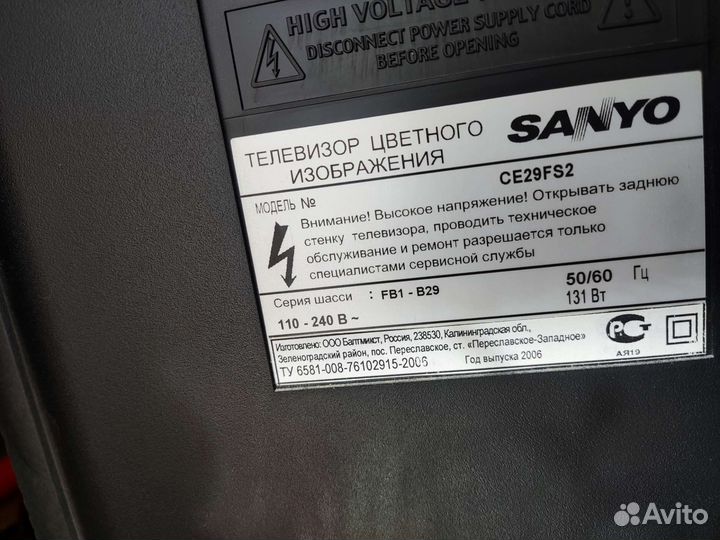 HIGH VOLTAGE
DISCONNECT POWER SUPPLY CORD
BEFORE OPENING
ТЕЛЕВИЗОР ЦВЕТНОГО
ИЗОБРАЖЕНИЯ
SANYO
МОДЕЛЬ №
CE29FS2
Внимание! Высокое напряжение! Открывать заднюю
стенку телевизора, проводить техническое
обслуживание и ремонт разрешается только
специалистами сервисной службы
Серия шасси : FB1 - B29
50/60 Гц
110 - 240 В ~
131 Вт
Изготовлено: ООО Балтмикст, Россия, 238530, Калининградская обл.,
Зеленоградский район, пос. Переславское, ст. «Переславское-Западное»
ТУ 6581-008-76102915-2006
Год выпуска 2006
РСТ
АЯ19
Avito